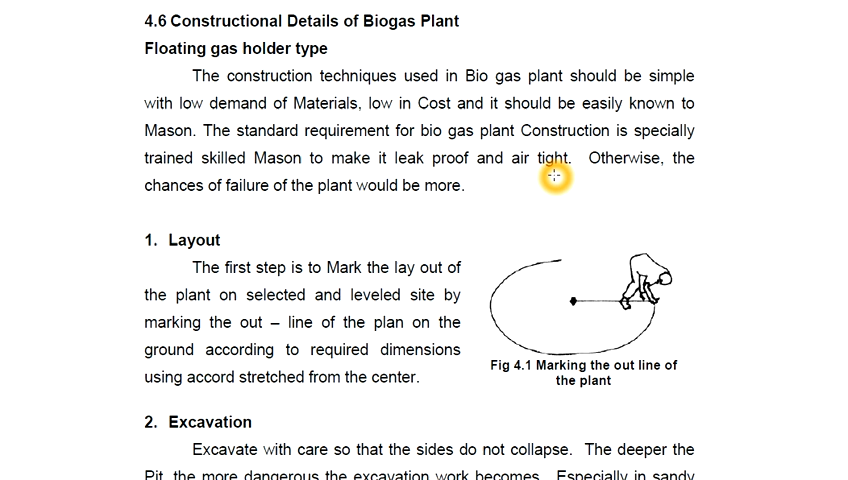 4.6 Constructional Details of Biogas Plant
Floating gas holder type
The construction techniques used in Bio gas plant should be simple
with low demand of Materials, low in Cost and it should be easily known to
Mason. The standard requirement for bio gas plant Construction is specially
trained skilled Mason to make it leak proof and air tight. Otherwise, the
chances of failure of the plant would be more.
1. Layout
The first step is to Mark the lay out of
the plant on selected and leveled site by
marking the out – line of the plan on the
ground according to required dimensions
using accord stretched from the center.
Fig 4.1 Marking the out line of
the plant
2. Excavation
Excavate with care so that the sides do not collapse. The deeper the
Pit, the more dangerous the excavation work becomes. Especially in sandy